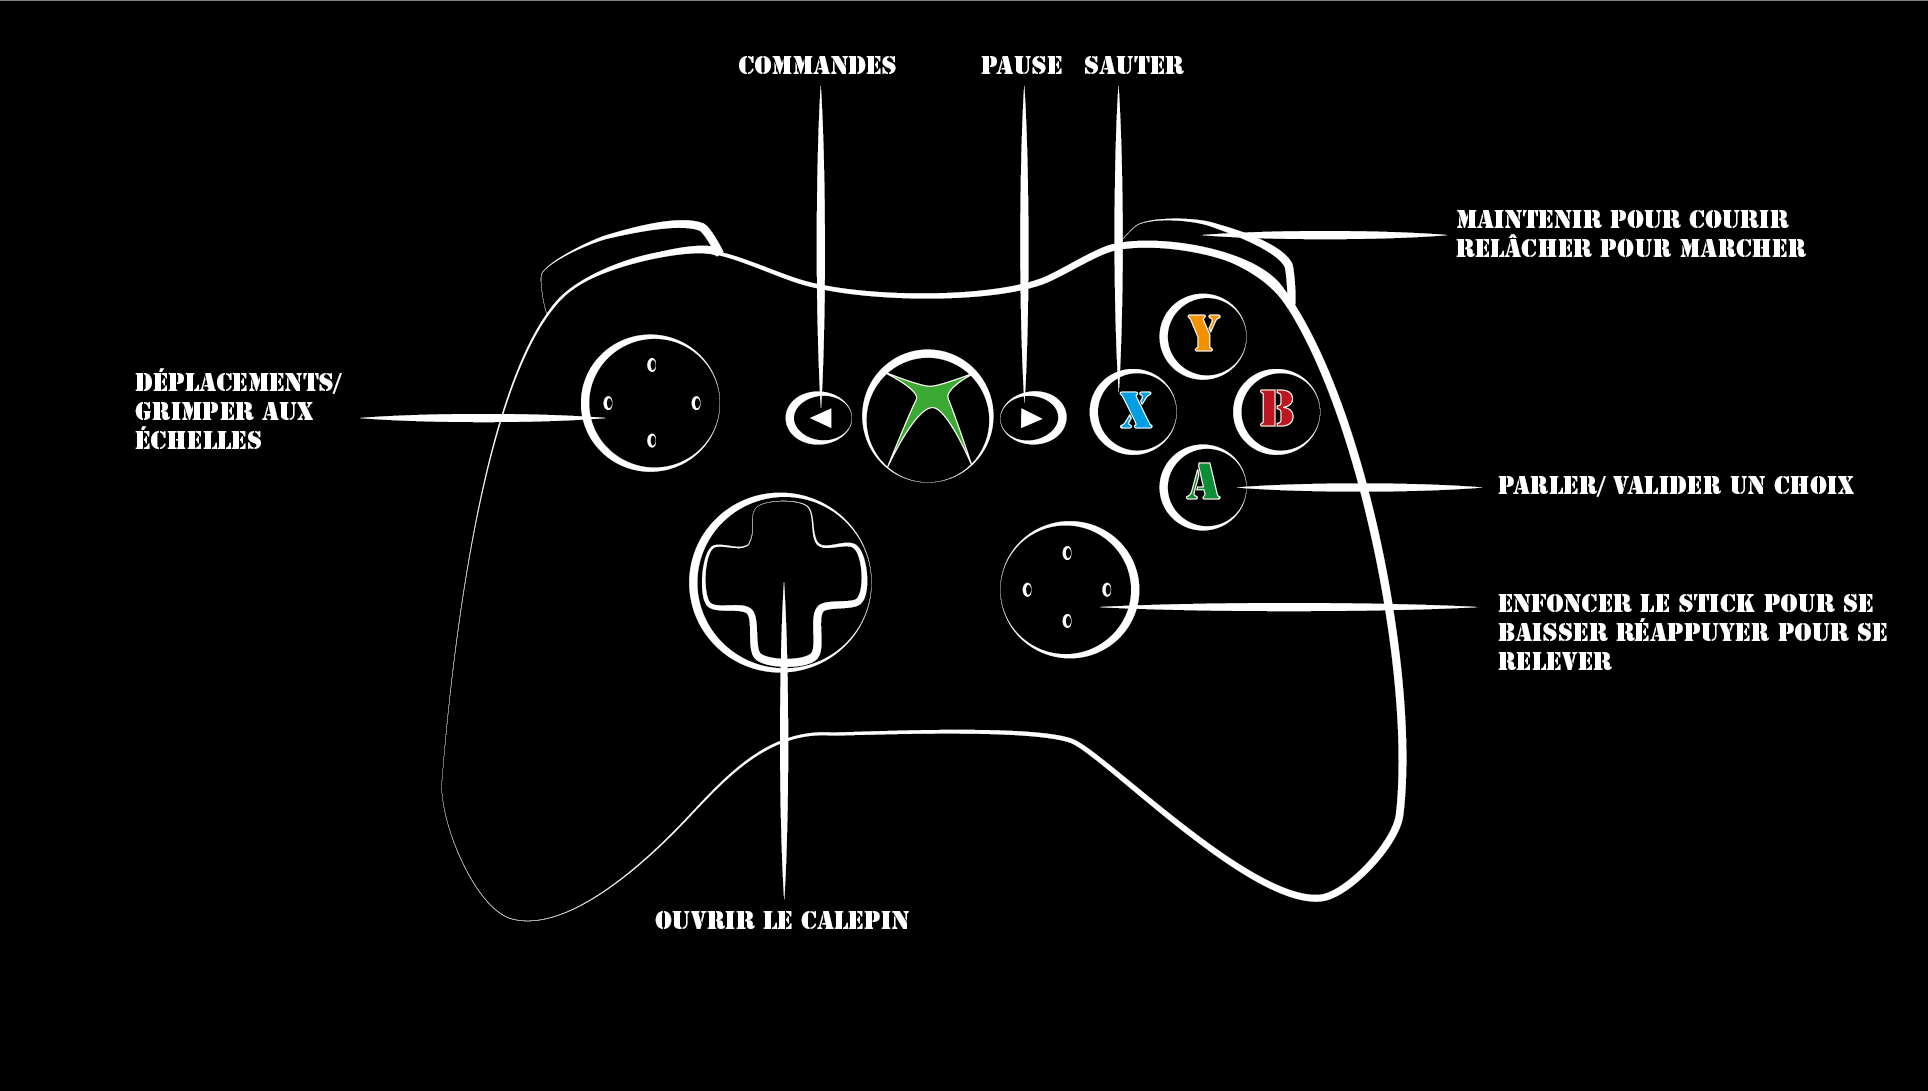 COMMANDES
PAUSE
SAUTER
MAINTENIR POUR COURIR
RELÂCHER POUR MARCHER
DÉPLACEMENTS/
GRIMPER AUX
ÉCHELLES
Y
X
B
A
PARLER/ VALIDER UN CHOIX
ENFONCER LE STICK POUR SE
BAISSER RÉAPPUYER POUR SE
RELEVER
OUVRIR LE CALEPIN